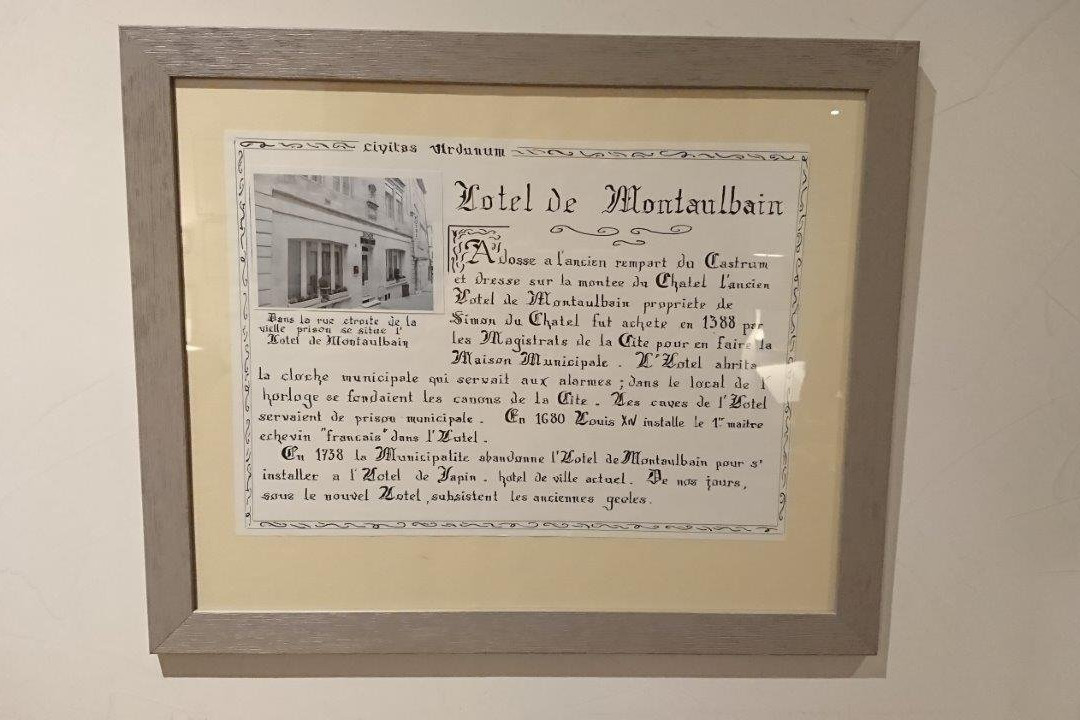 Civitas Virdunum
Hotel de Montaulbain
Adosse a l'ancien rempart du Castrum
et dresse sur la montee du Chatel l'ancien
Hotel de Montaulbain propriete de
Simon du Chatel fut achete en 1388 par
les Magistrats de la Cite pour en faire la
Maison Municipale. L'Hotel abrita
la cloche municipale qui servait aux alarmes ; dans le local de l'
horloge se fondaient les canons de la Cite. Les caves de l'Hotel
servaient de prison municipale. En 1680 Louis XIV installe le 1er maitre
echevin "francais" dans l'Hotel.
En 1738 la Municipalite abandonne l'Hotel de Montaulbain pour s'
installer a l'Hotel de Japin. hotel de ville actuel. De nos jours,
sous le nouvel Hotel, subsistent les anciennes geoles.
Dans la rue etroite de la
vielle prison se situe l'
Hotel de Montaulbain